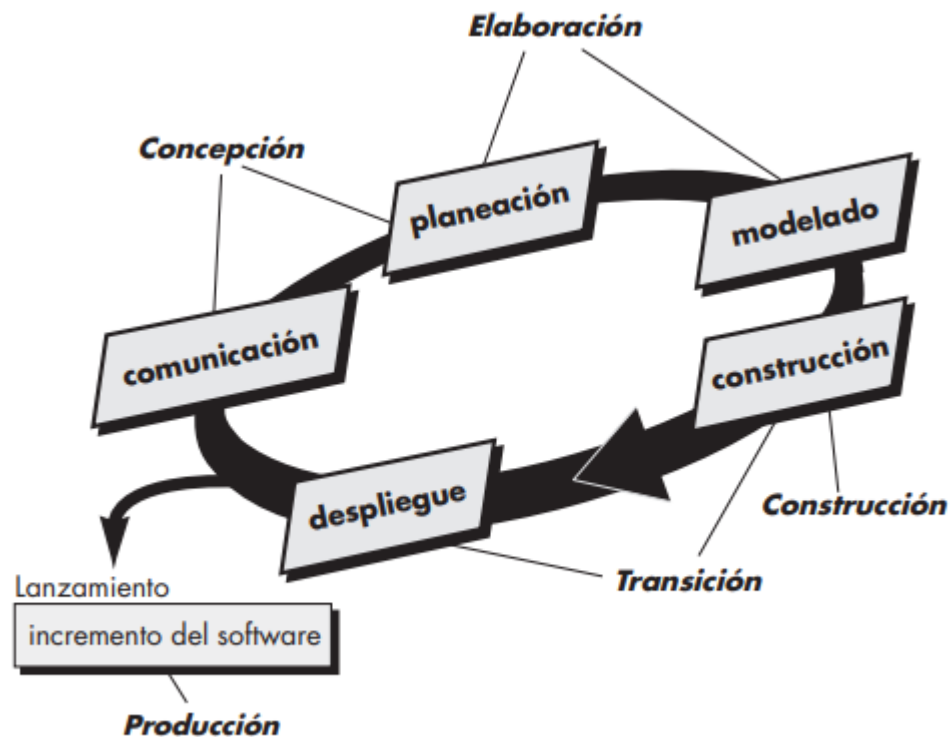 Elaboración
Concepción
planeación
modelado
comunicación
construcción
despliegue
Construcción
Transición
Lanzamiento
incremento del software
Producción